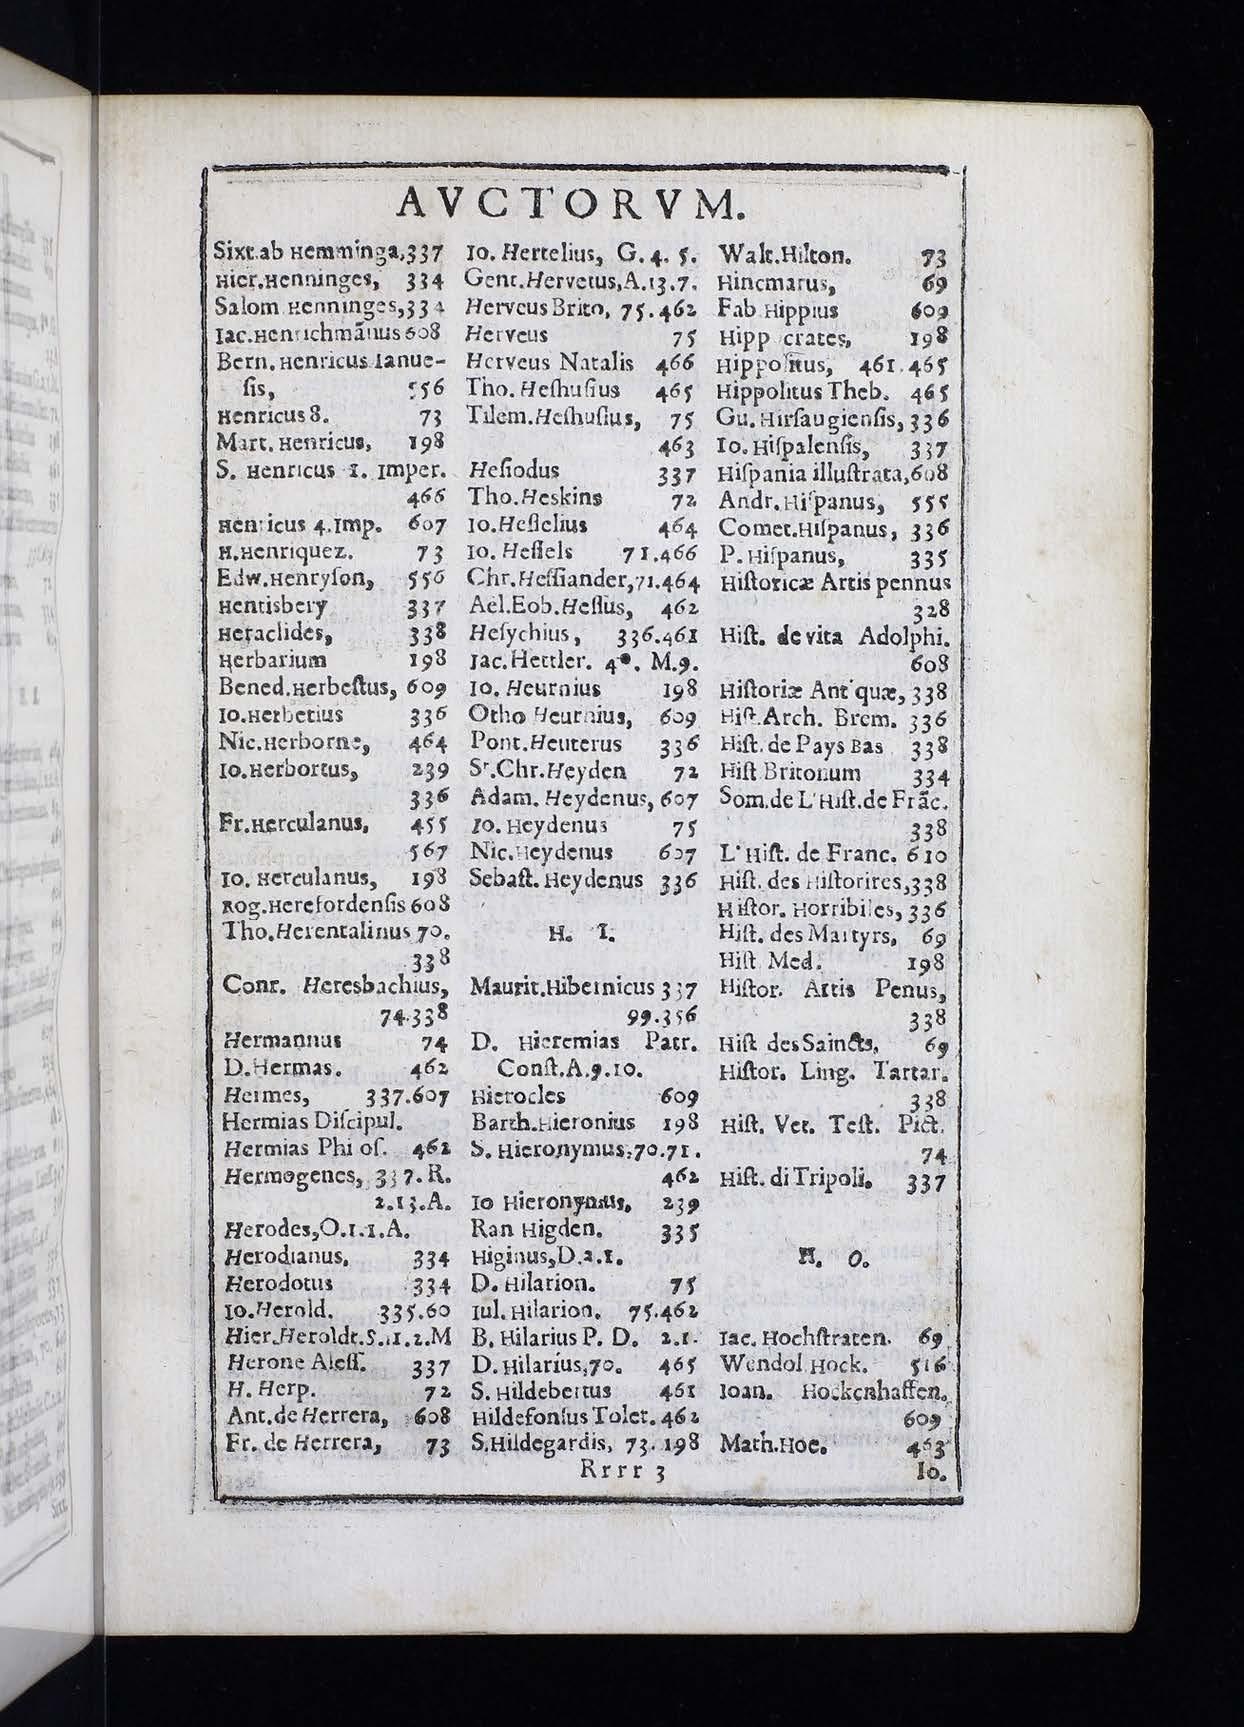 AVCTORVM.
Sixt.ab Hemminga,337
Hier.Henninges, 334
Salom Henninges,334
Iac.Henrichmãnus 608
Bern. Henricus Ianue-
sis, 556
Henricus 8. 73
Mart. Henricus, 198
S. Henricus 1. Imper.
466
Henricus 4.Imp. 607
H.Henriquez. 73
Edw.Henryſon, 556
Hentisbery 337
Heraclides, 338
Herbarium 198
Bened.Herbeſtus, 609
Io.Herbetius 336
Nic.Herborne, 464
Io.Herbortus, 239
336
Fr.Herculanus, 455
567
Io. Herculanus, 198
Rog.Herefordenſis 608
Tho.Herentalinus 70.
338
Conr. Heresbachius,
74.338
Hermannus 74
D.Hermas. 462
Hermes, 337.607
Hermias Diſcipul.
Hermias Phi oſ. 462
Hermogenes, 337. R.
2.13.A.
Herodes,O.1.1.A.
Herodianus, 334
Herodotus 334
Io.Herold. 335.60
Hier.Heroldt.S.1.2.M
Herone Aleſſ. 337
H. Herp. 72
Ant.de Herrera, 608
Fr. de Herrera, 73
Io. Hertelius, G. 4. 5.
Gent.Hervetus,A.13.7.
Herveus Brito, 75.462
Herveus 75
Herveus Natalis 466
Tho. Heſhuſius 465
Tilem.Heſhuſius, 75
463
Heſiodus 337
Tho.Heskins 72
Io.Heſſelius 464
Io. Heſſels 71.466
Chr.Heſſiander,71.464
Ael.Eob.Heſſus, 462
Heſychius, 336.461
Iac.Hettler. 4°. M.9.
Io. Heurnius 198
Otho Heurnius, 609
Pont.Heuterus 336
Sr.Chr.Heyden 72
Adam. Heydenus, 607
Io. Heydenus 75
Nic.Heydenus 607
Sebaſt. Heydenus 336
H. I.
Maurit.Hibernicus 337
99.356
D. Hieremias Patr.
Conſt.A.9.10.
Hierocles 609
Barth.Hieronius 198
S. Hieronymus,70.71.
462
Io Hieronymus, 239
Ran Higden. 335
Higinus,D.2.1.
D. Hilarion. 75
Iul. Hilarion. 75.462
B. Hilarius P. D. 2.1.
D. Hilarius,70. 465
S. Hildebertus 461
Hildefonſus Tolet. 462
S.Hildegardis, 73. 198
Walt.Hilton. 73
Hincmarus, 69
Fab Hippius 609
Hipp crates, 198
Hippolitus, 461.465
Hippolitus Theb. 465
Gu. Hirſaugienſis, 336
Io. Hiſpalenſis, 337
Hiſpania illuſtrata,608
Andr. Hiſpanus, 555
Comet.Hiſpanus, 336
P. Hiſpanus, 335
Hiſtoricæ Artis pennus
328
Hiſt. de vita Adolphi.
608
Hiſtoriæ Ant quæ, 338
Hiſt.Arch. Brem. 336
Hiſt. de Pays Bas 338
Hiſt Britonum 334
Som.de L'Hiſt.de Frãc.
338
L'Hiſt. de Franc. 610
Hiſt. des Hiſtorires,338
Hiſtor. Horribiles, 336
Hiſt. des Martyrs, 69
Hiſt Med. 198
Hiſtor. Artis Penus,
338
Hiſt des Saincts, 69
Hiſtor. Ling. Tartar.
338
Hiſt. Vet. Teſt. Pict.
74
Hiſt. di Tripoli. 337
H. O.
Iac. Hochſtraten. 69
Wendol Hock. 516
Ioan. Hockenhaffen.
609
Math.Hoe. 463
Rrrr 3
Io.